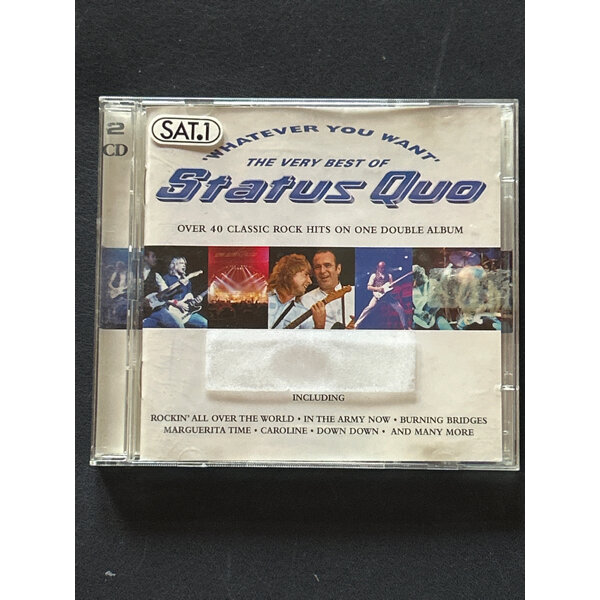 2
CD
SAT.1
'WHATEVER YOU WANT'
THE VERY BEST OF
Status Quo
OVER 40 CLASSIC ROCK HITS ON ONE DOUBLE ALBUM
INCLUDING
ROCKIN' ALL OVER THE WORLD • IN THE ARMY NOW • BURNING BRIDGES
MARGUERITA TIME • CAROLINE • DOWN DOWN • AND MANY MORE